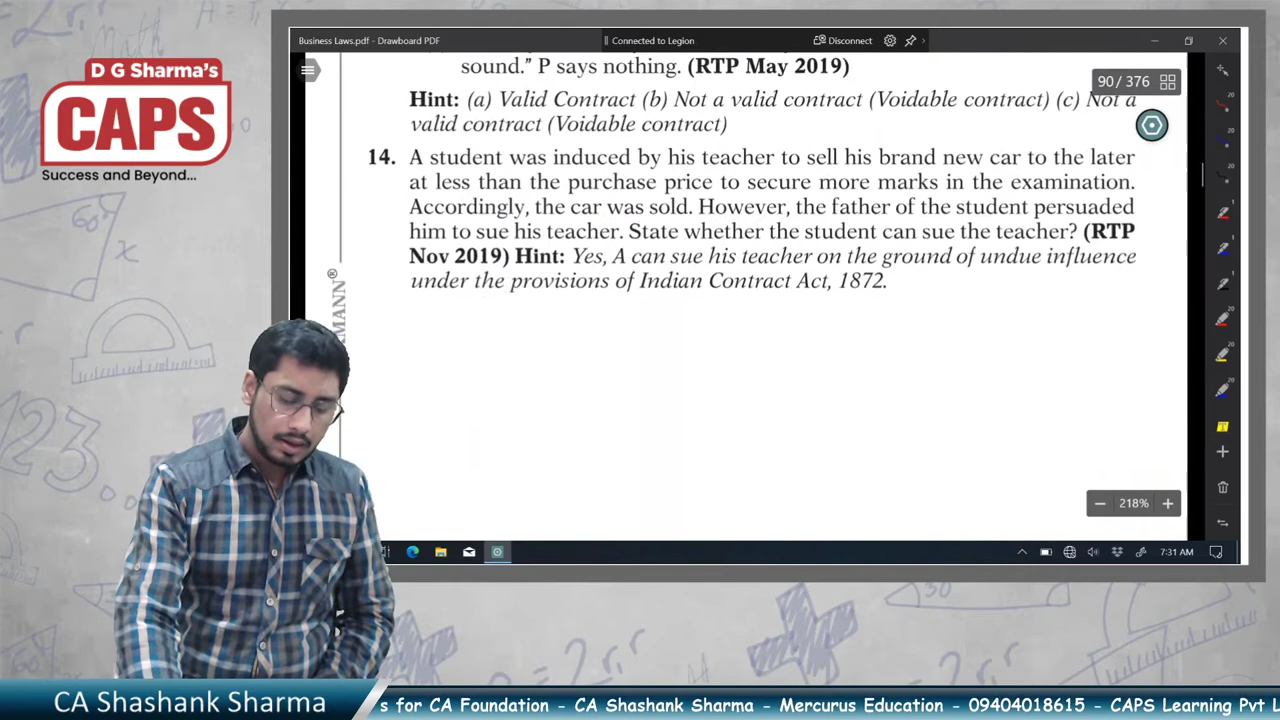 D G Sharma's
CAPS
Success and Beyond...
Business Laws.pdf - Drawboard PDF
Connected to Legion
Disconnect
90 / 376
sound." P says nothing. (RTP May 2019)
Hint: (a) Valid Contract (b) Not a valid contract (Voidable contract) (c) Not a
valid contract (Voidable contract)
14. A student was induced by his teacher to sell his brand new car to the later
at less than the purchase price to secure more marks in the examination.
Accordingly, the car was sold. However, the father of the student persuaded
him to sue his teacher. State whether the student can sue the teacher? (RTP
Nov 2019) Hint: Yes, A can sue his teacher on the ground of undue influence
under the provisions of Indian Contract Act, 1872.
218%
7:31 AM
CA Shashank Sharma
s for CA Foundation - CA Shashank Sharma - Mercurus Education - 09404018615 - CAPS Learning Pvt L